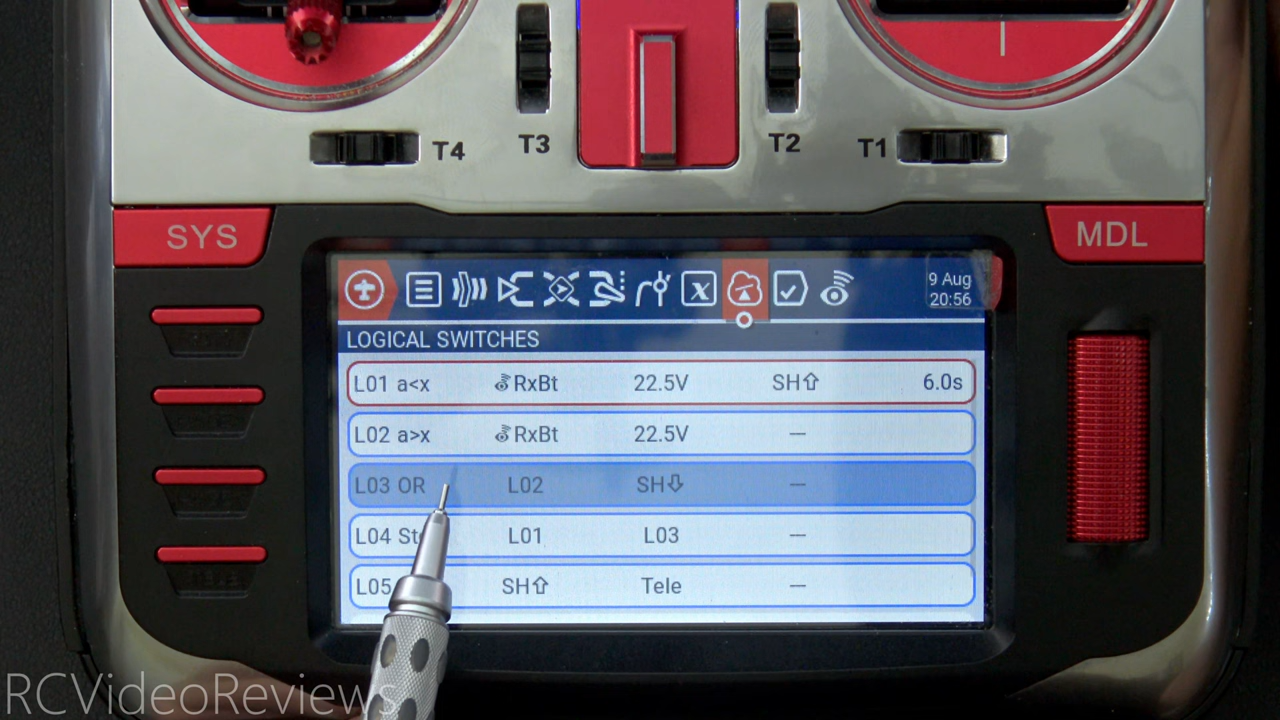 T4
T3
T2
T1
SYS
MDL
9 Aug
20:56
LOGICAL SWITCHES
L01 a<x RxBt 22.5V SH⇧ 6.0s
L02 a>x RxBt 22.5V ---
L03 OR L02 SH⇩ ---
L04 L01 L03 ---
L05 SH⇧ Tele ---
RCVideoReviews